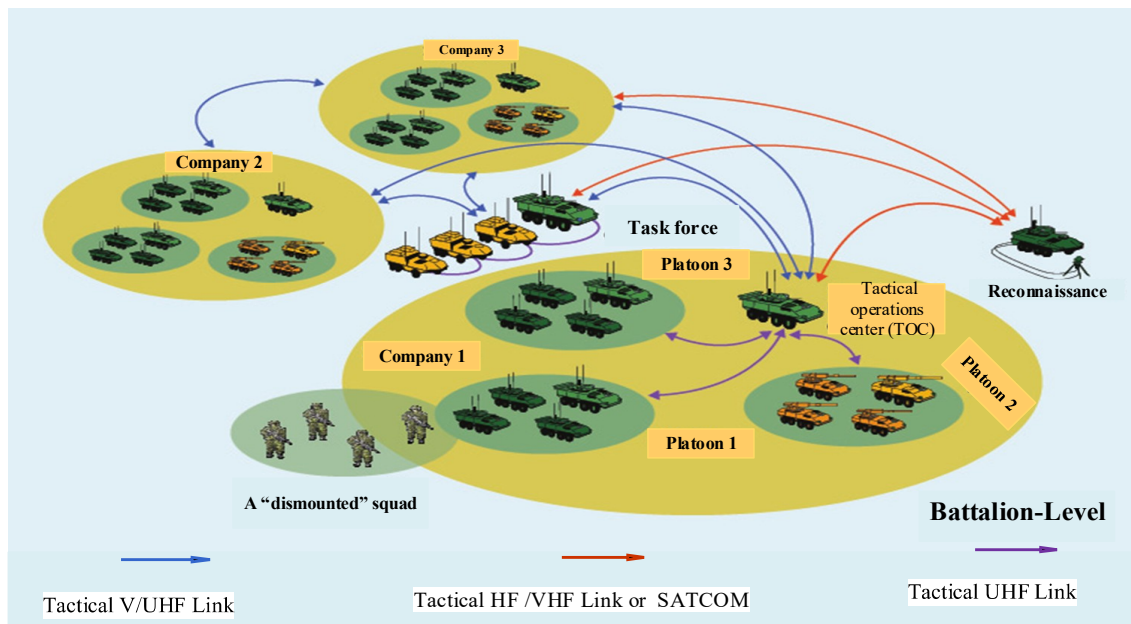 Company 3
Company 2
Task force
Platoon 3
Tactical
operations
center (TOC)
Reconnaissance
Company 1
Platoon 2
Platoon 1
A “dismounted” squad
Battalion-Level
Tactical V/UHF Link
Tactical HF /VHF Link or  SATCOM
Tactical UHF Link